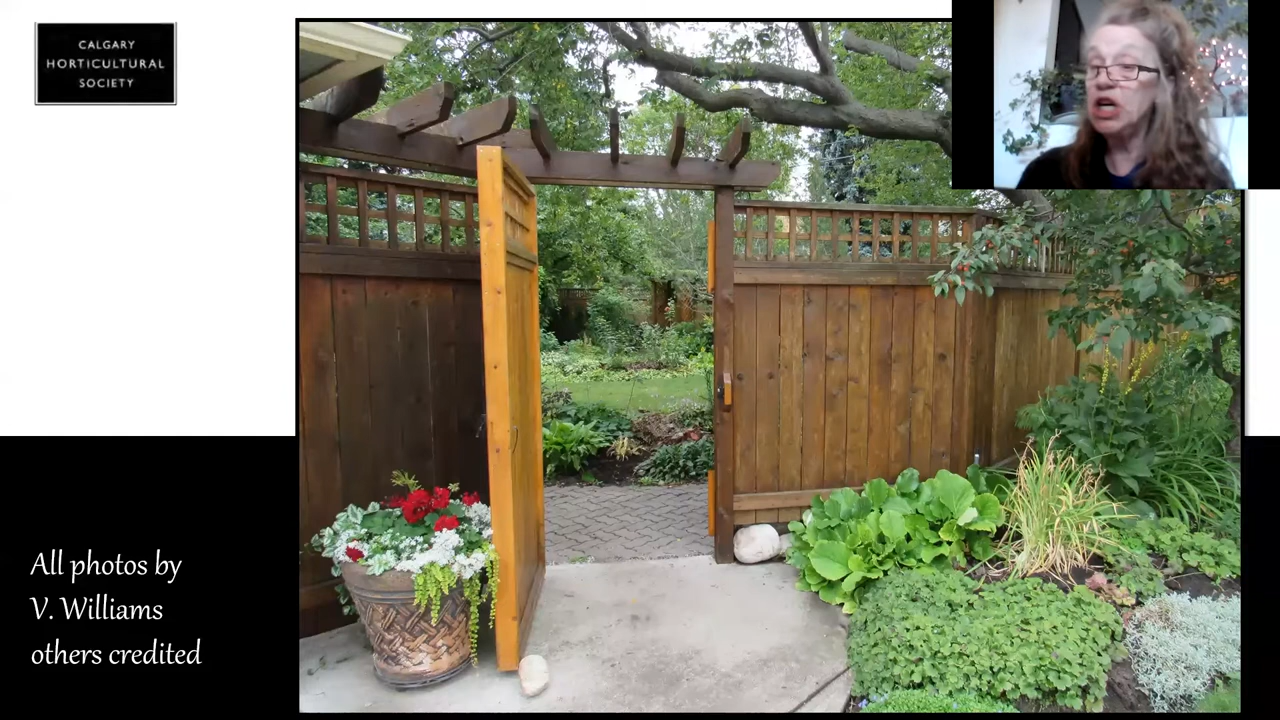 CALGARY
HORTICULTURAL
SOCIETY
All photos by
V. Williams
others credited